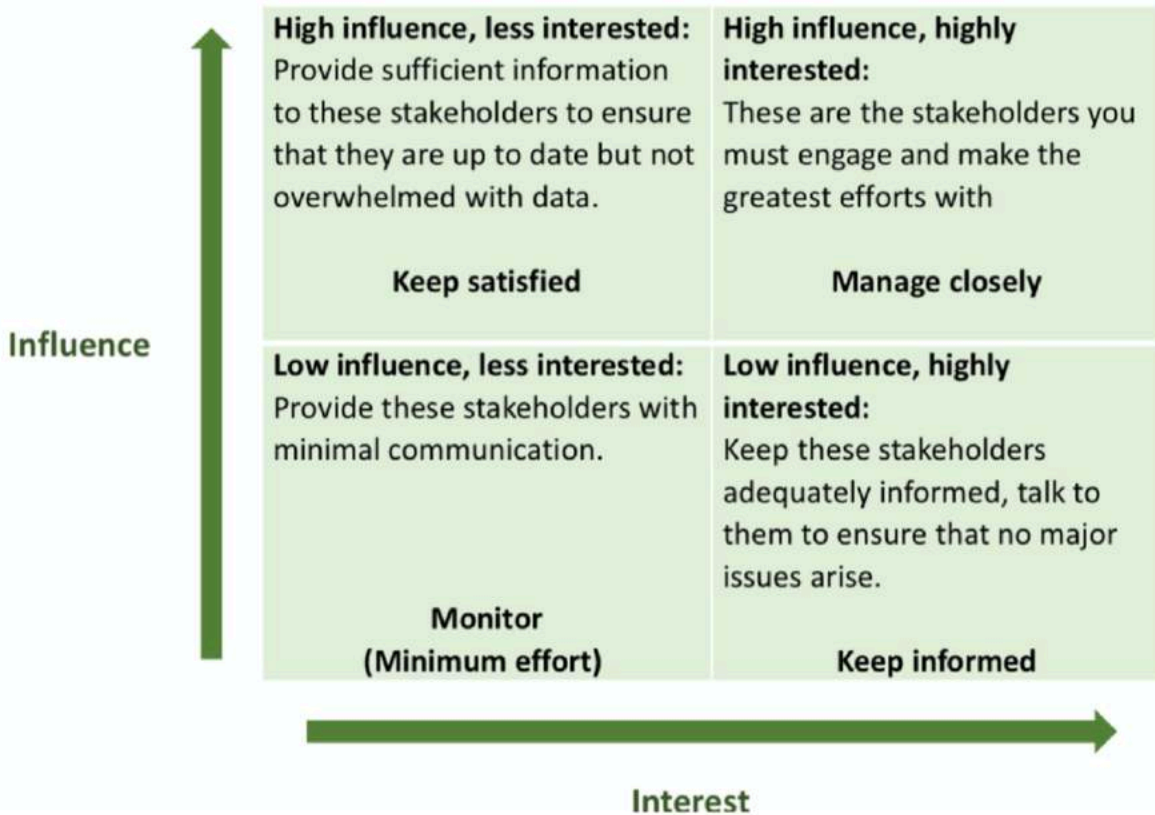 High influence, less interested:
Provide sufficient information
to these stakeholders to ensure
that they are up to date but not
overwhelmed with data.
Keep satisfied
High influence, highly
interested:
These are the stakeholders you
must engage and make the
greatest efforts with
Manage closely
Influence
Low influence, less interested:
Provide these stakeholders with
minimal communication.
Monitor
(Minimum effort)
Low influence, highly
interested:
Keep these stakeholders
adequately informed, talk to
them to ensure that no major
issues arise.
Keep informed
Interest